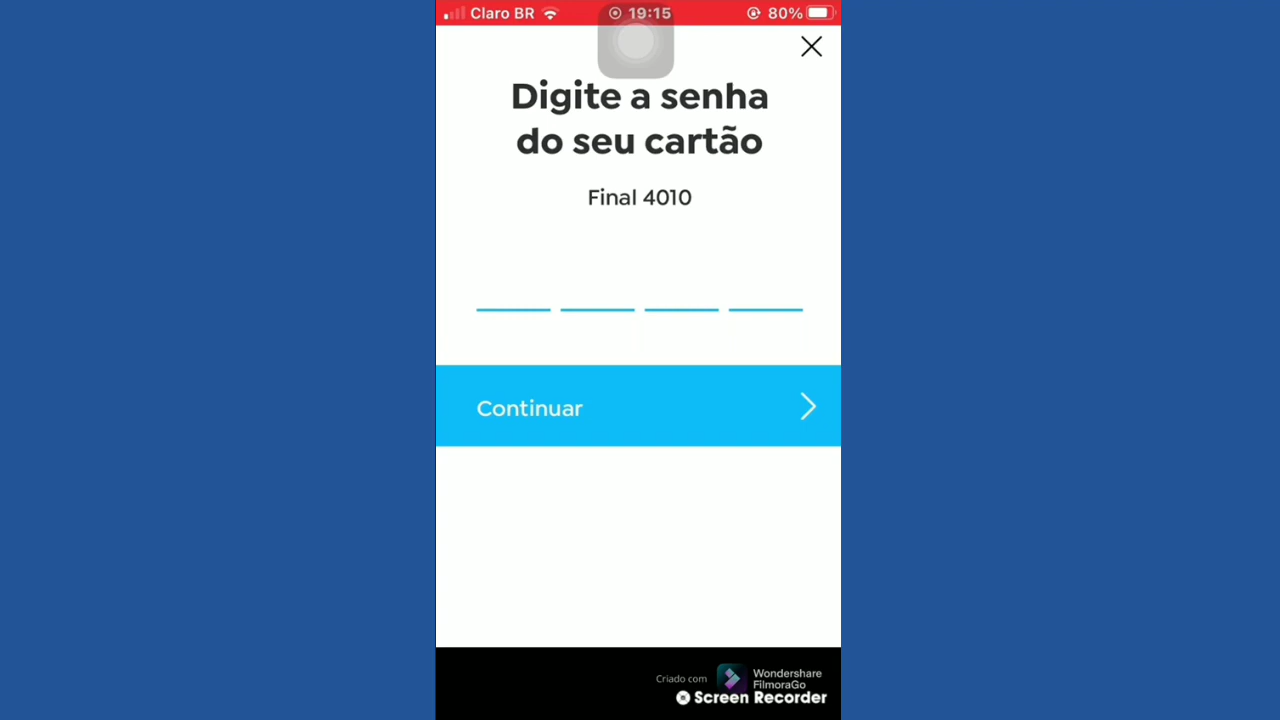 Claro BR 19:15 80%
Digite a senha
do seu cartão
Final 4010
Continuar
Criado com Wondershare
FilmoraGo
Screen Recorder